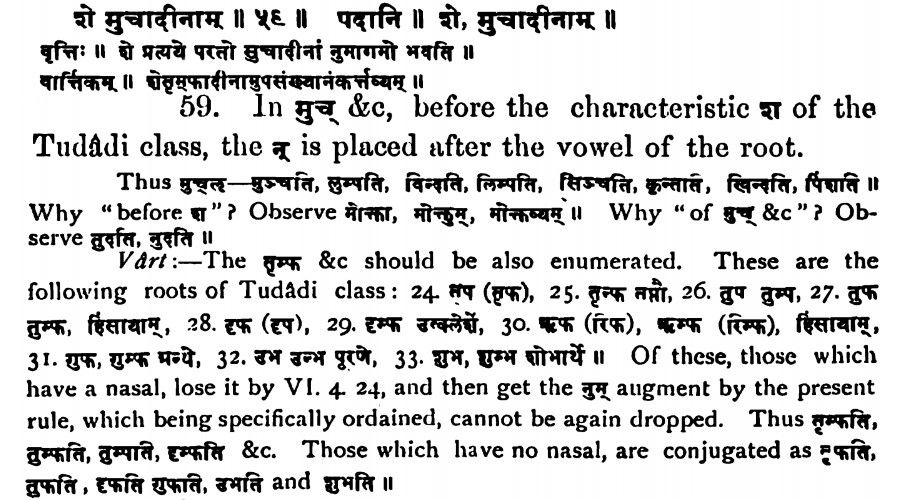 शे मुचादीनाम् ॥ ५९ ॥ पदानि ॥ शे, मुचादीनाम् ॥
वृत्तिः ॥ शे प्रत्यये परतो मुचादीनां नुमागमो भवति ॥
वार्त्तिकम् ॥ शेतृम्फादीनामुपसंख्यानंकर्त्तव्यम् ॥
59. In मुच् &c, before the characteristic श of the
Tudâdi class, the न् is placed after the vowel of the root.
Thus मुच्लृ—मुञ्चति, लुम्पति, विन्दति, लिम्पति, सिञ्चति, कृन्तति, खिन्दति, पिंशति ॥
Why "before श"? Observe मोक्ता, मोक्तुम्, मोक्तव्यम् ॥ Why "of मुच् &c"? Ob-
serve तुदति, नुदति ॥
Vârt:—The तृम्फ &c should be also enumerated. These are the
following roots of Tudâdi class: 24. तृप (तृफ), 25. तृन्फ तृप्तौ, 26. तुप तुम्प, 27. तुफ
तुम्फ, हिंसायाम्, 28. दृफ (दृप), 29. दृम्फ उत्क्लेशे, 30. ऋफ (रिफ), ऋम्फ (रिम्फ), हिंसायाम्,
31. गुफ, गुम्फ ग्रन्थे, 32. उभ उन्भ पूरणे, 33. शुभ, शुम्भ शोभार्थे ॥ Of these, those which
have a nasal, lose it by VI. 4. 24, and then get the नुम् augment by the present
rule, which being specifically ordained, cannot be again dropped. Thus तृम्फति,
तुम्फति, तुम्पति, दृम्फति &c. Those which have no nasal, are conjugated as तृफति,
तुफति, दृफति गुफति, उभति and शुभति ॥